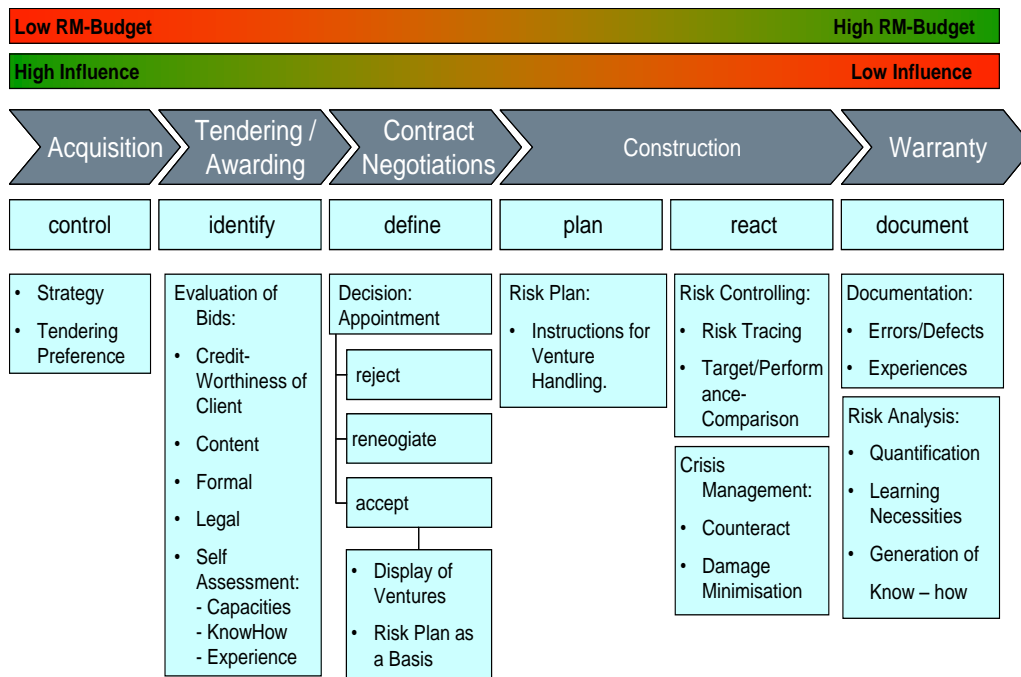 Low RM-Budget High RM-Budget
High Influence Low Influence
Acquisition
Tendering /
Awarding
Contract
Negotiations
Construction
Warranty
control
identify
define
plan
react
document
• Strategy
• Tendering
Preference
Evaluation of
Bids:
• Credit-
Worthiness of
Client
• Content
• Formal
• Legal
• Self
Assessment:
- Capacities
- KnowHow
- Experience
Decision:
Appointment
reject
reneogiate
accept
• Display of
Ventures
• Risk Plan as
a Basis
Risk Plan:
• Instructions for
Venture
Handling.
Risk Controlling:
• Risk Tracing
• Target/Perform
ance-
Comparison
Crisis
Management:
• Counteract
• Damage
Minimisation
Documentation:
• Errors/Defects
• Experiences
Risk Analysis:
• Quantification
• Learning
Necessities
• Generation of
Know – how